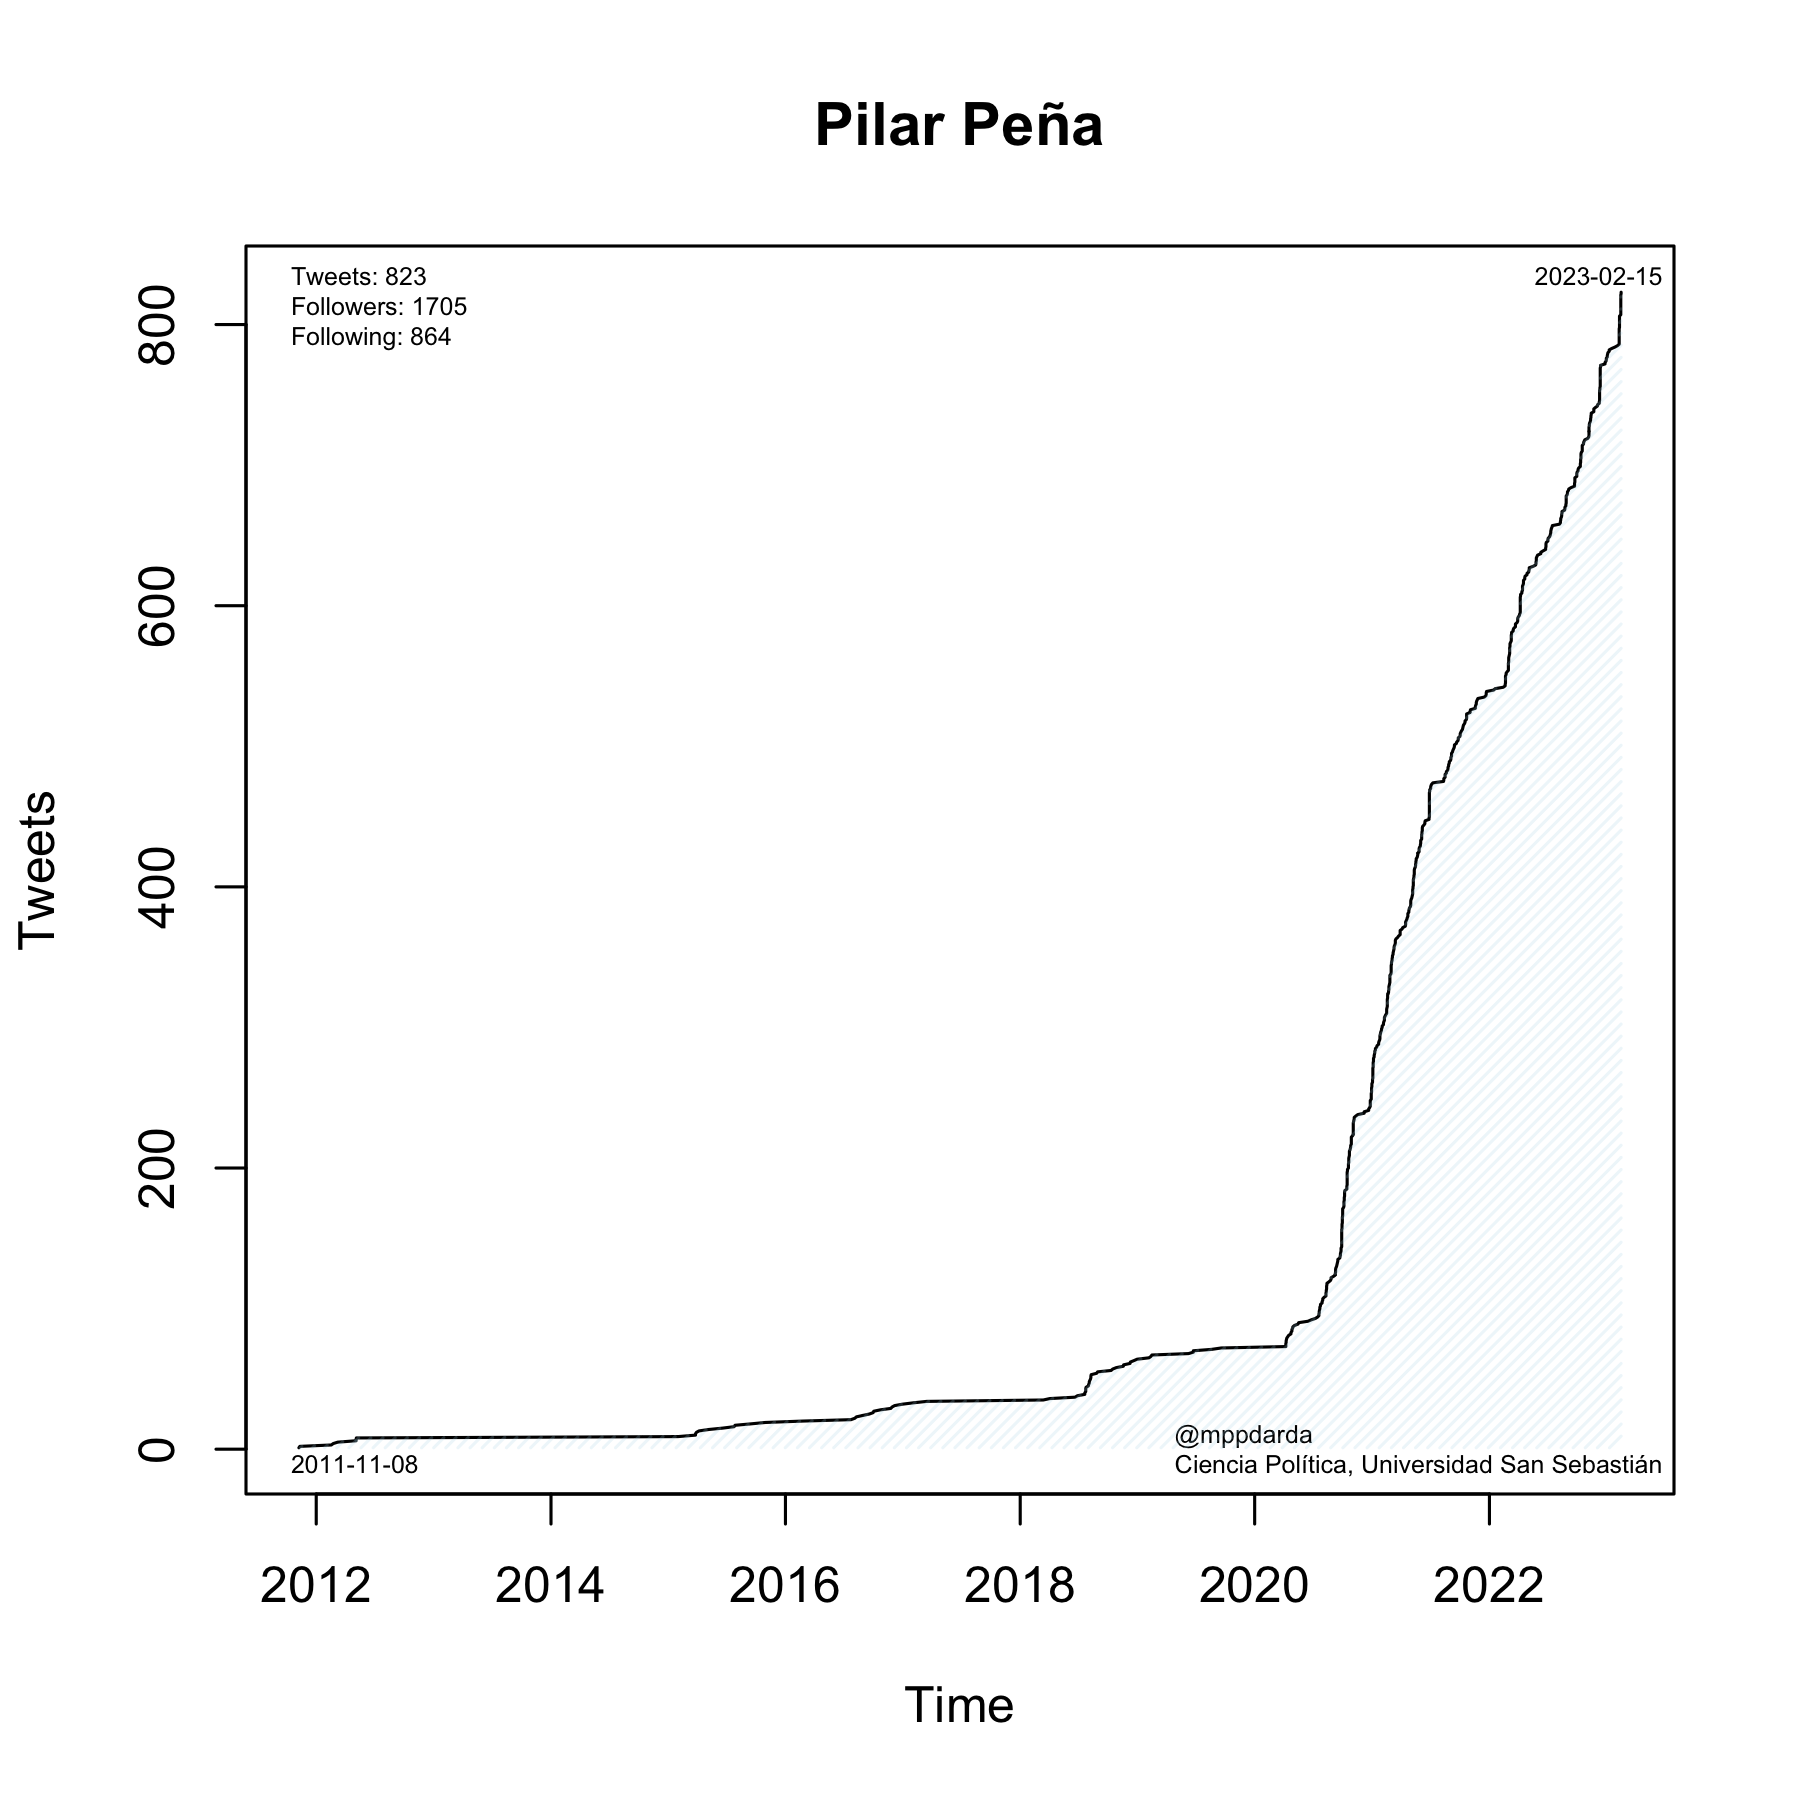 Pilar Peña
Tweets: 823
Followers: 1705
Following: 864
2023-02-15
800
600
400
200
0
Tweets
@mppdarda
Ciencia Política, Universidad San Sebastián
2011-11-08
2012 2014 2016 2018 2020 2022
Time